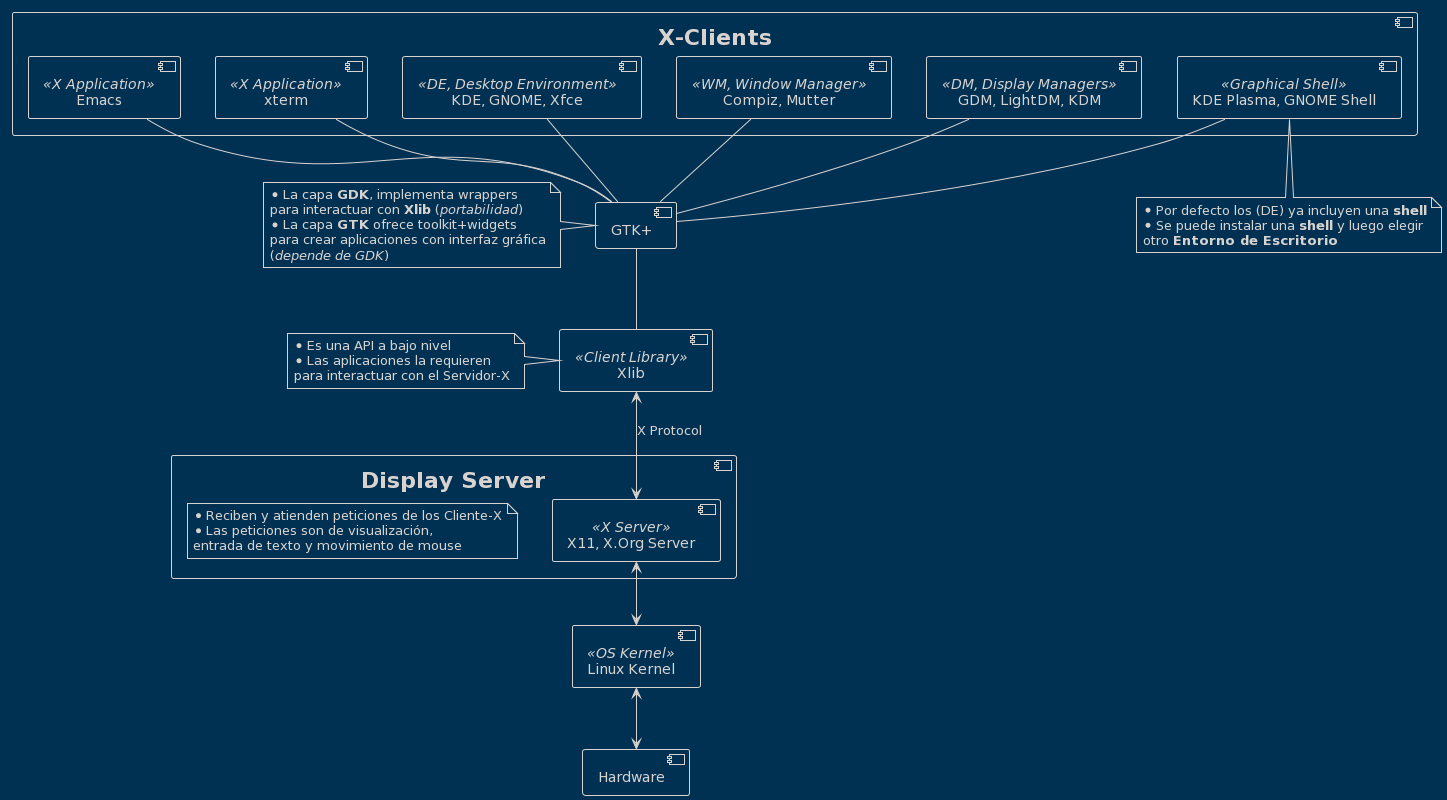 X-Clients
«X Application»
Emacs
«X Application»
xterm
«DE, Desktop Environment»
KDE, GNOME, Xfce
«WM, Window Manager»
Compiz, Mutter
«DM, Display Managers»
GDM, LightDM, KDM
«Graphical Shell»
KDE Plasma, GNOME Shell
• La capa GDK, implementa wrappers
para interactuar con Xlib (portabilidad)
• La capa GTK ofrece toolkit+widgets
para crear aplicaciones con interfaz gráfica
(depende de GDK)
GTK+
• Por defecto los (DE) ya incluyen una shell
• Se puede instalar una shell y luego elegir
otro Entorno de Escritorio
• Es una API a bajo nivel
• Las aplicaciones la requieren
para interactuar con el Servidor-X
«Client Library»
Xlib
X Protocol
Display Server
• Reciben y atienden peticiones de los Cliente-X
• Las peticiones son de visualización,
entrada de texto y movimiento de mouse
«X Server»
X11, X.Org Server
«OS Kernel»
Linux Kernel
Hardware